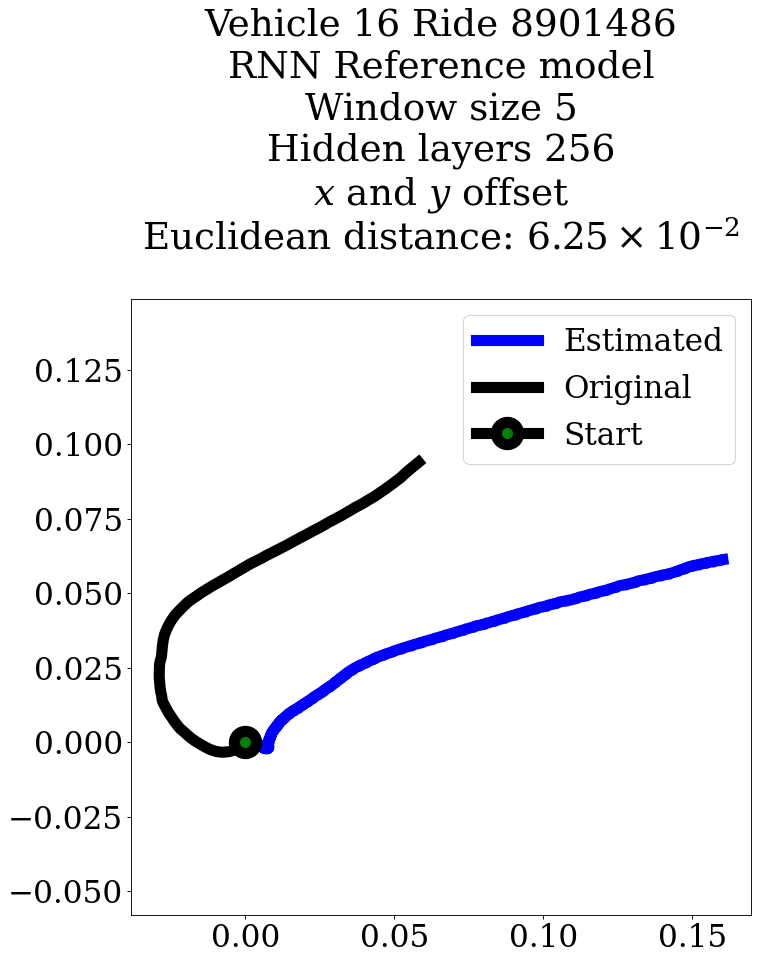 Vehicle 16 Ride 8901486
RNN Reference model
Window size 5
Hidden layers 256
x and y offset
Euclidean distance: 6.25 × 10⁻²
Estimated
Original
Start
0.125
0.100
0.075
0.050
0.025
0.000
−0.025
−0.050
0.00 0.05 0.10 0.15